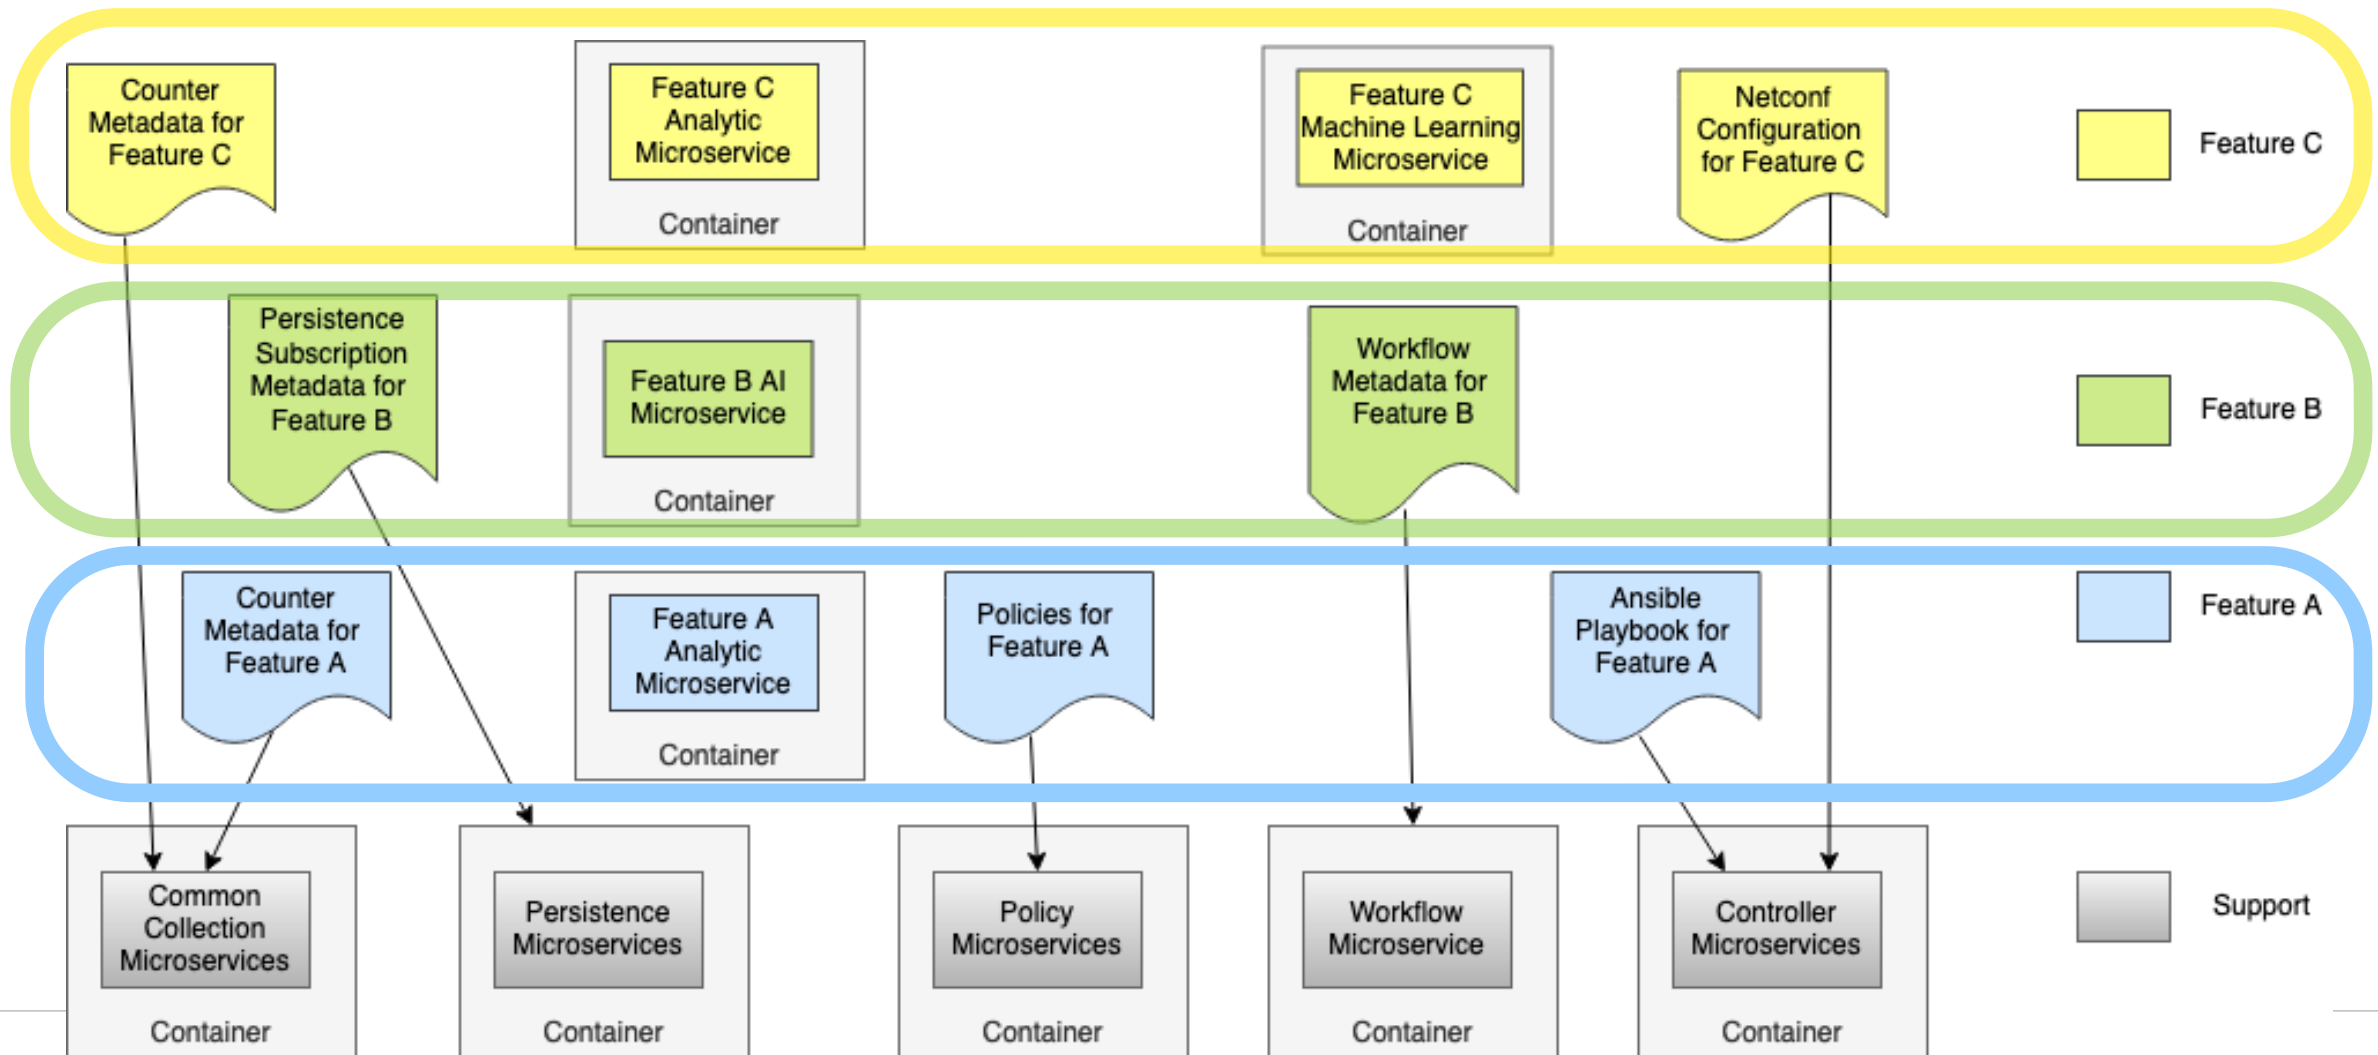 Counter
Metadata for
Feature C
Feature C
Analytic
Microservice
Container
Feature C
Machine Learning
Microservice
Container
Netconf
Configuration
for Feature C
Feature C
Persistence
Subscription
Metadata for
Feature B
Feature B AI
Microservice
Container
Workflow
Metadata for
Feature B
Feature B
Counter
Metadata for
Feature A
Feature A
Analytic
Microservice
Container
Policies for
Feature A
Ansible
Playbook for
Feature A
Feature A
Common
Collection
Microservices
Container
Persistence
Microservices
Container
Policy
Microservices
Container
Workflow
Microservice
Container
Controller
Microservices
Container
Support